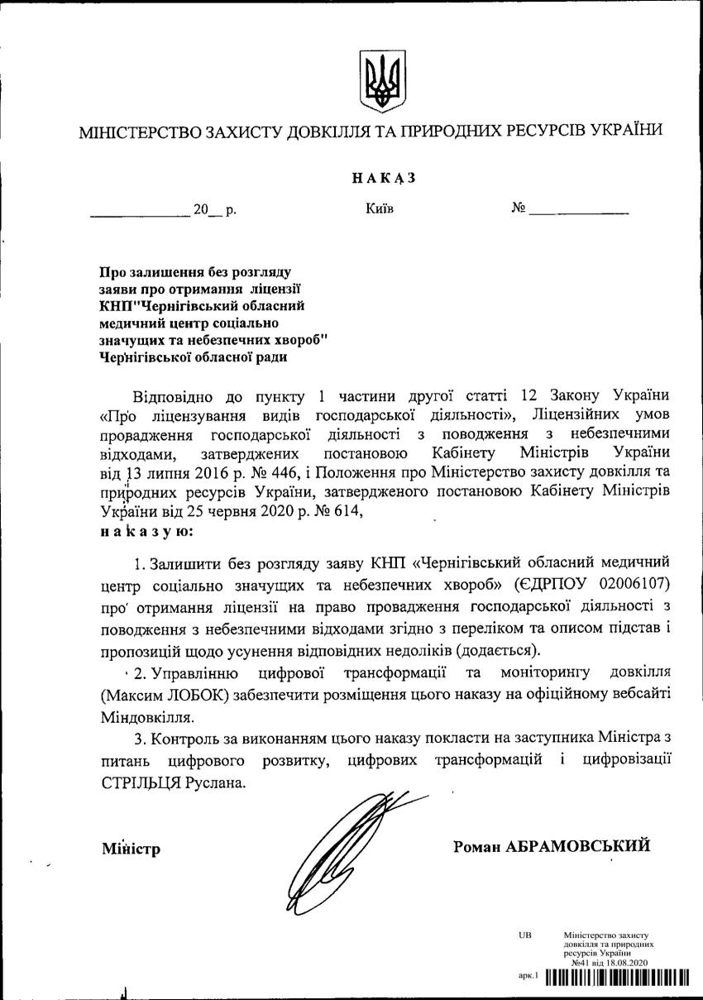 МІНІСТЕРСТВО ЗАХИСТУ ДОВКІЛЛЯ ТА ПРИРОДНИХ РЕСУРСІВ УКРАЇНИ
Н А К А З
______________ 20__ р. Київ № ______________
Про залишення без розгляду
заяви про отримання ліцензії
КНП"Чернігівський обласний
медичний центр соціально
значущих та небезпечних хвороб"
Чернігівської обласної ради
Відповідно до пункту 1 частини другої статті 12 Закону України
«Про ліцензування видів господарської діяльності», Ліцензійних умов
провадження господарської діяльності з поводження з небезпечними
відходами, затверджених постановою Кабінету Міністрів України
від 13 липня 2016 р. № 446, і Положення про Міністерство захисту довкілля та
природних ресурсів України, затвердженого постановою Кабінету Міністрів
України від 25 червня 2020 р. № 614,
н а к а з у ю:
1. Залишити без розгляду заяву КНП «Чернігівський обласний медичний
центр соціально значущих та небезпечних хвороб» (ЄДРПОУ 02006107)
про отримання ліцензії на право провадження господарської діяльності з
поводження з небезпечними відходами згідно з переліком та описом підстав і
пропозицій щодо усунення відповідних недоліків (додається).
2. Управлінню цифрової трансформації та моніторингу довкілля
(Максим ЛОБОК) забезпечити розміщення цього наказу на офіційному вебсайті
Міндовкілля.
3. Контроль за виконанням цього наказу покласти на заступника Міністра з
питань цифрового розвитку, цифрових трансформацій і цифровізації
СТРІЛЬЦЯ Руслана.
Міністр Роман АБРАМОВСЬКИЙ
UB Міністерство захисту
довкілля та природних
ресурсів України
№41 від 18.08.2020
арк.1